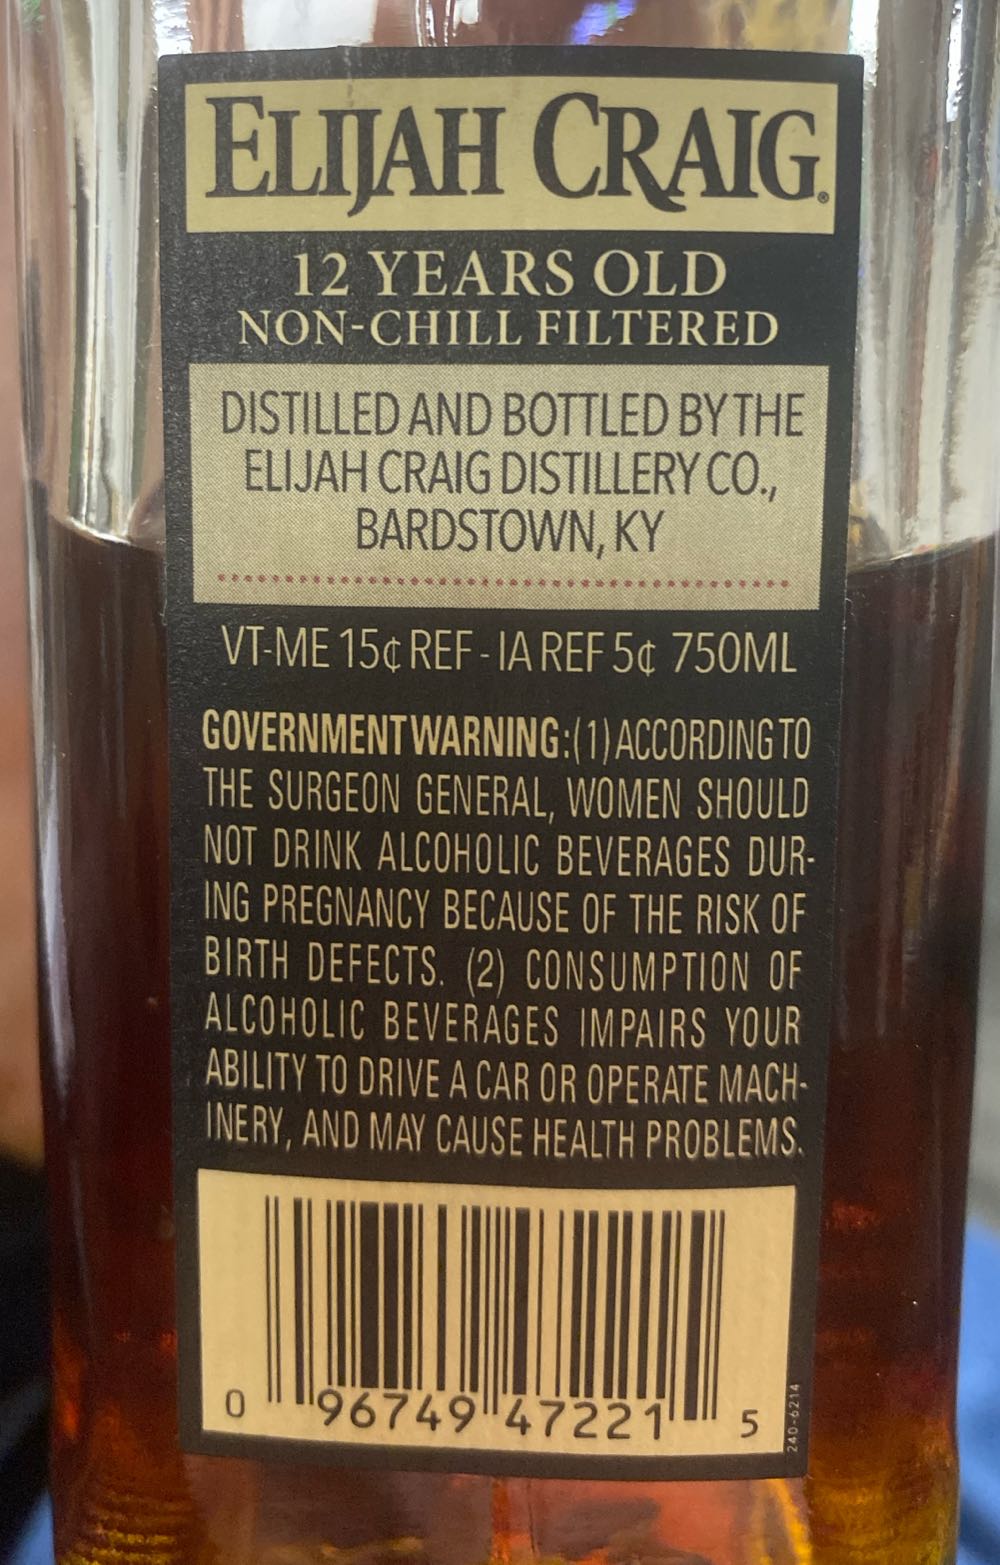 ELIJAH CRAIG®
12 YEARS OLD
NON-CHILL FILTERED
DISTILLED AND BOTTLED BY THE
ELIJAH CRAIG DISTILLERY CO.,
BARDSTOWN, KY
VT-ME 15¢ REF - IA REF 5¢ 750ML
GOVERNMENT WARNING: (1) ACCORDING TO
THE SURGEON GENERAL, WOMEN SHOULD
NOT DRINK ALCOHOLIC BEVERAGES DUR-
ING PREGNANCY BECAUSE OF THE RISK OF
BIRTH DEFECTS. (2) CONSUMPTION OF
ALCOHOLIC BEVERAGES IMPAIRS YOUR
ABILITY TO DRIVE A CAR OR OPERATE MACH-
INERY, AND MAY CAUSE HEALTH PROBLEMS.
0 96749 47221 5
240-6214